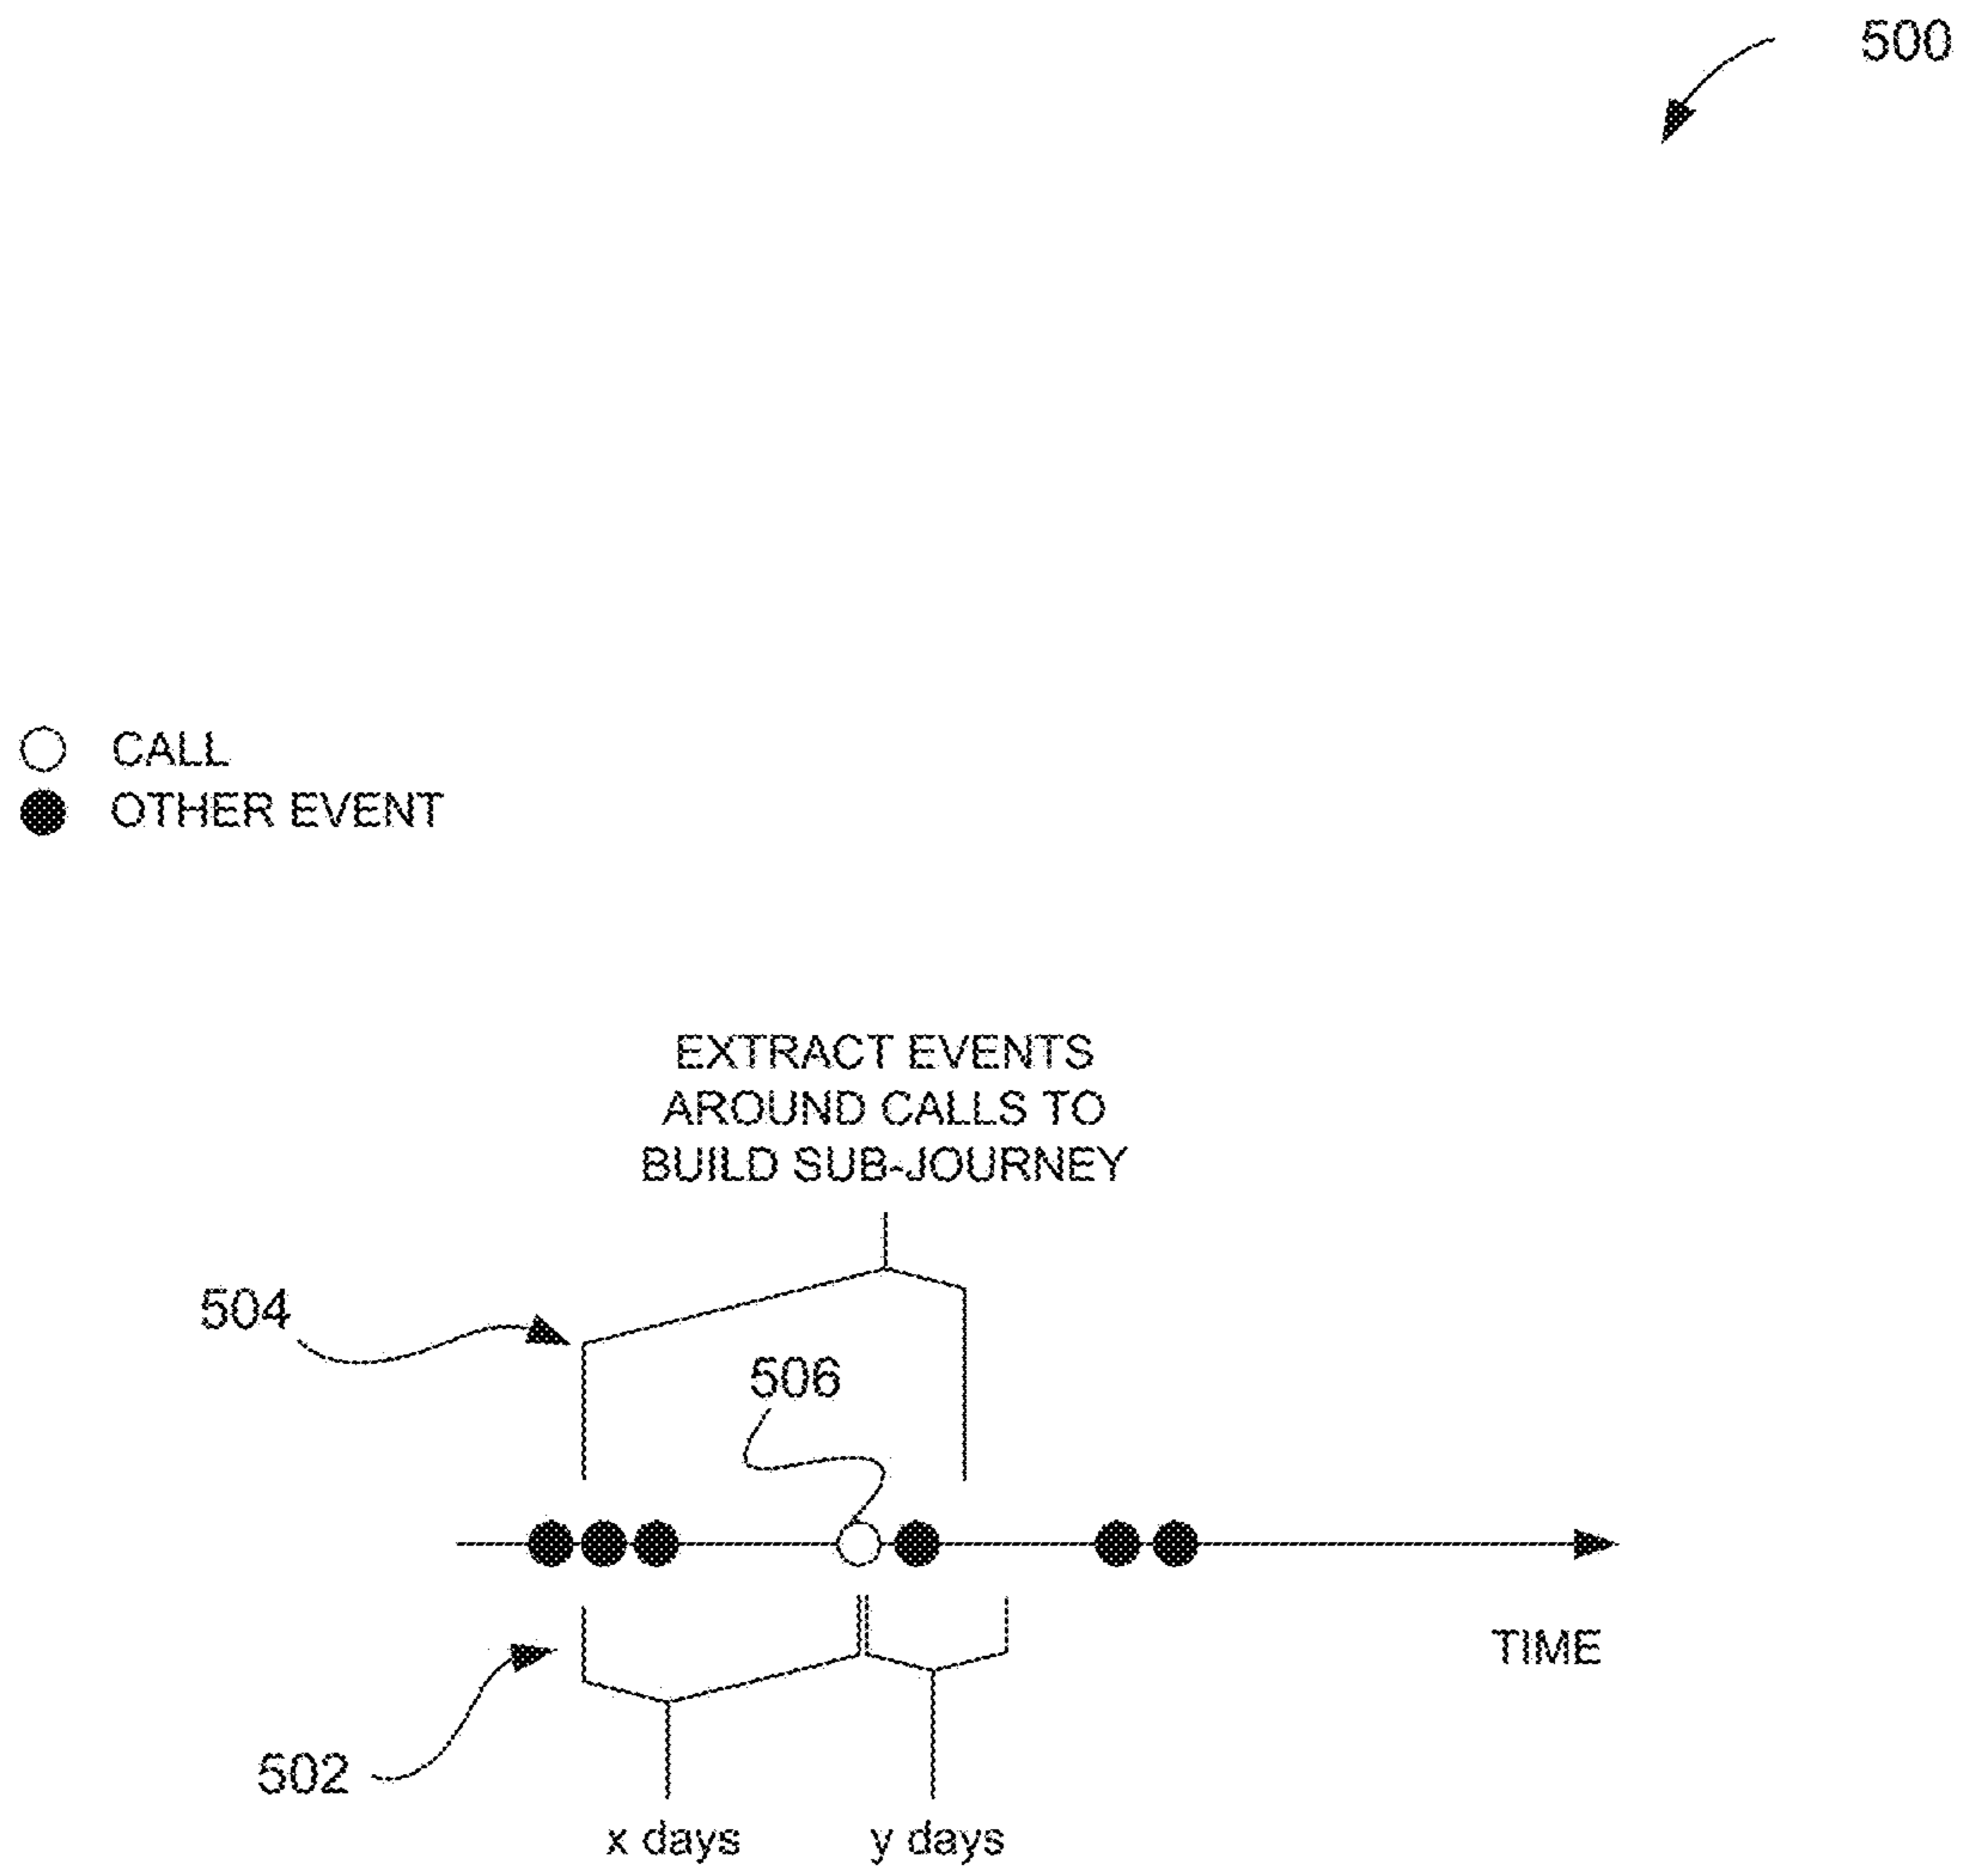 500
CALL
OTHER EVENT
EXTRACT EVENTS
AROUND CALLS TO
BUILD SUB-JOURNEY
504
506
TIME
502
x days
y days